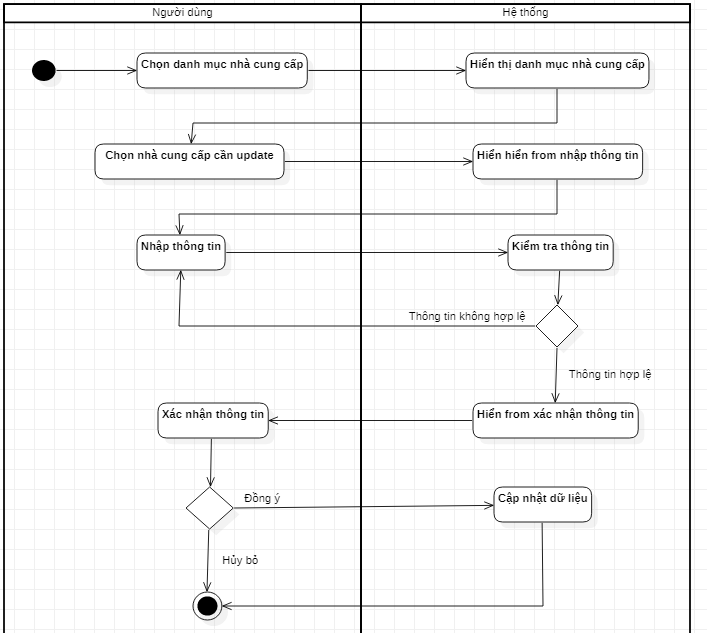 Người dùng
Hệ thống
Chọn danh mục nhà cung cấp
Hiển thị danh mục nhà cung cấp
Chọn nhà cung cấp cần update
Hiển hiển from nhập thông tin
Nhập thông tin
Kiểm tra thông tin
Thông tin không hợp lệ
Thông tin hợp lệ
Xác nhận thông tin
Hiển from xác nhận thông tin
Đồng ý
Cập nhật dữ liệu
Hủy bỏ